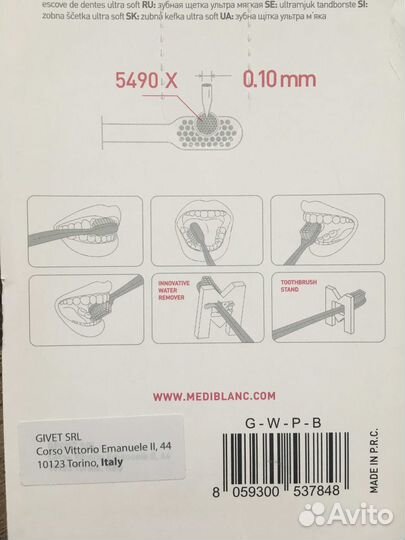 escove de dentes ultra soft RU: зубная щетка ультра мягкая SE: ultramjuk tandborste SI:
zobna ščetka ultra soft SK: zubná kefka ultra soft UA: зубна щітка ультра м'яка
5490 X 0.10 mm
INNOVATIVE
WATER
REMOVER
TOOTHBRUSH
STAND
M
M
WWW.MEDIBLANC.COM
GIVET SRL
Corso Vittorio Emanuele II, 44
10123 Torino, Italy
G-W-P-B
8 059300 537848
MADE IN P.R.C.
Avito